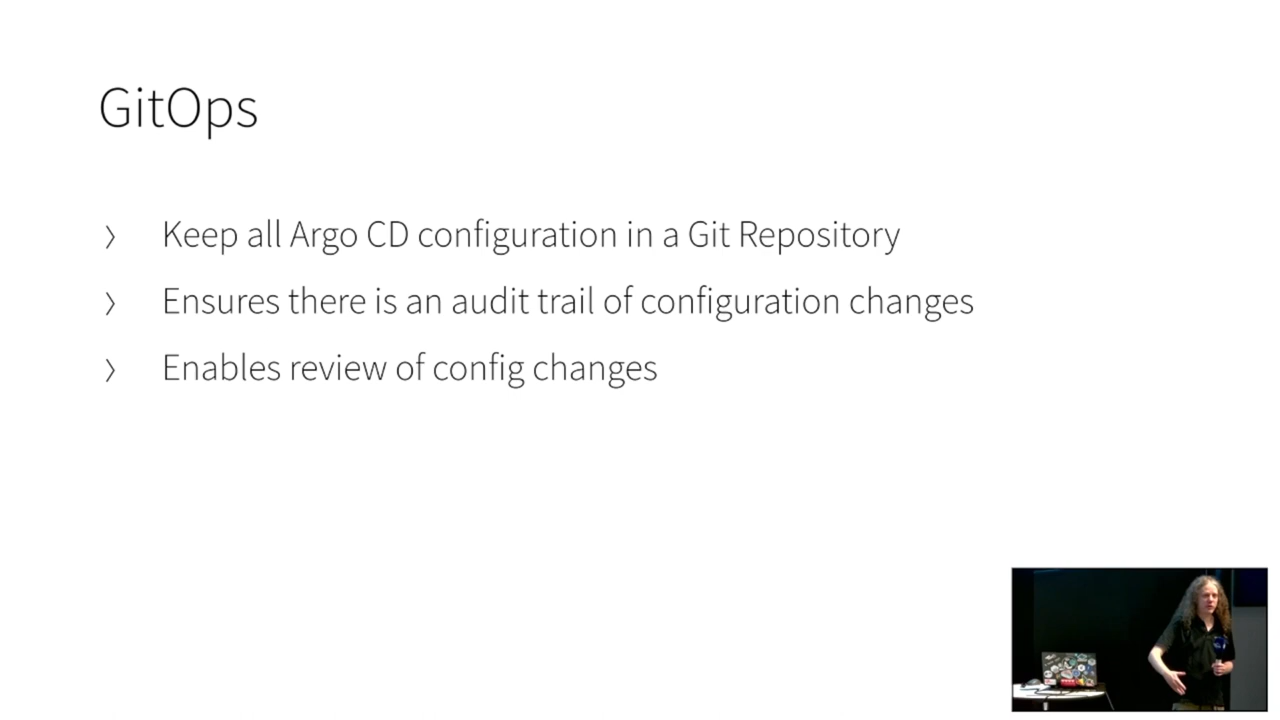 GitOps
Keep all Argo CD configuration in a Git Repository
Ensures there is an audit trail of configuration changes
Enables review of config changes